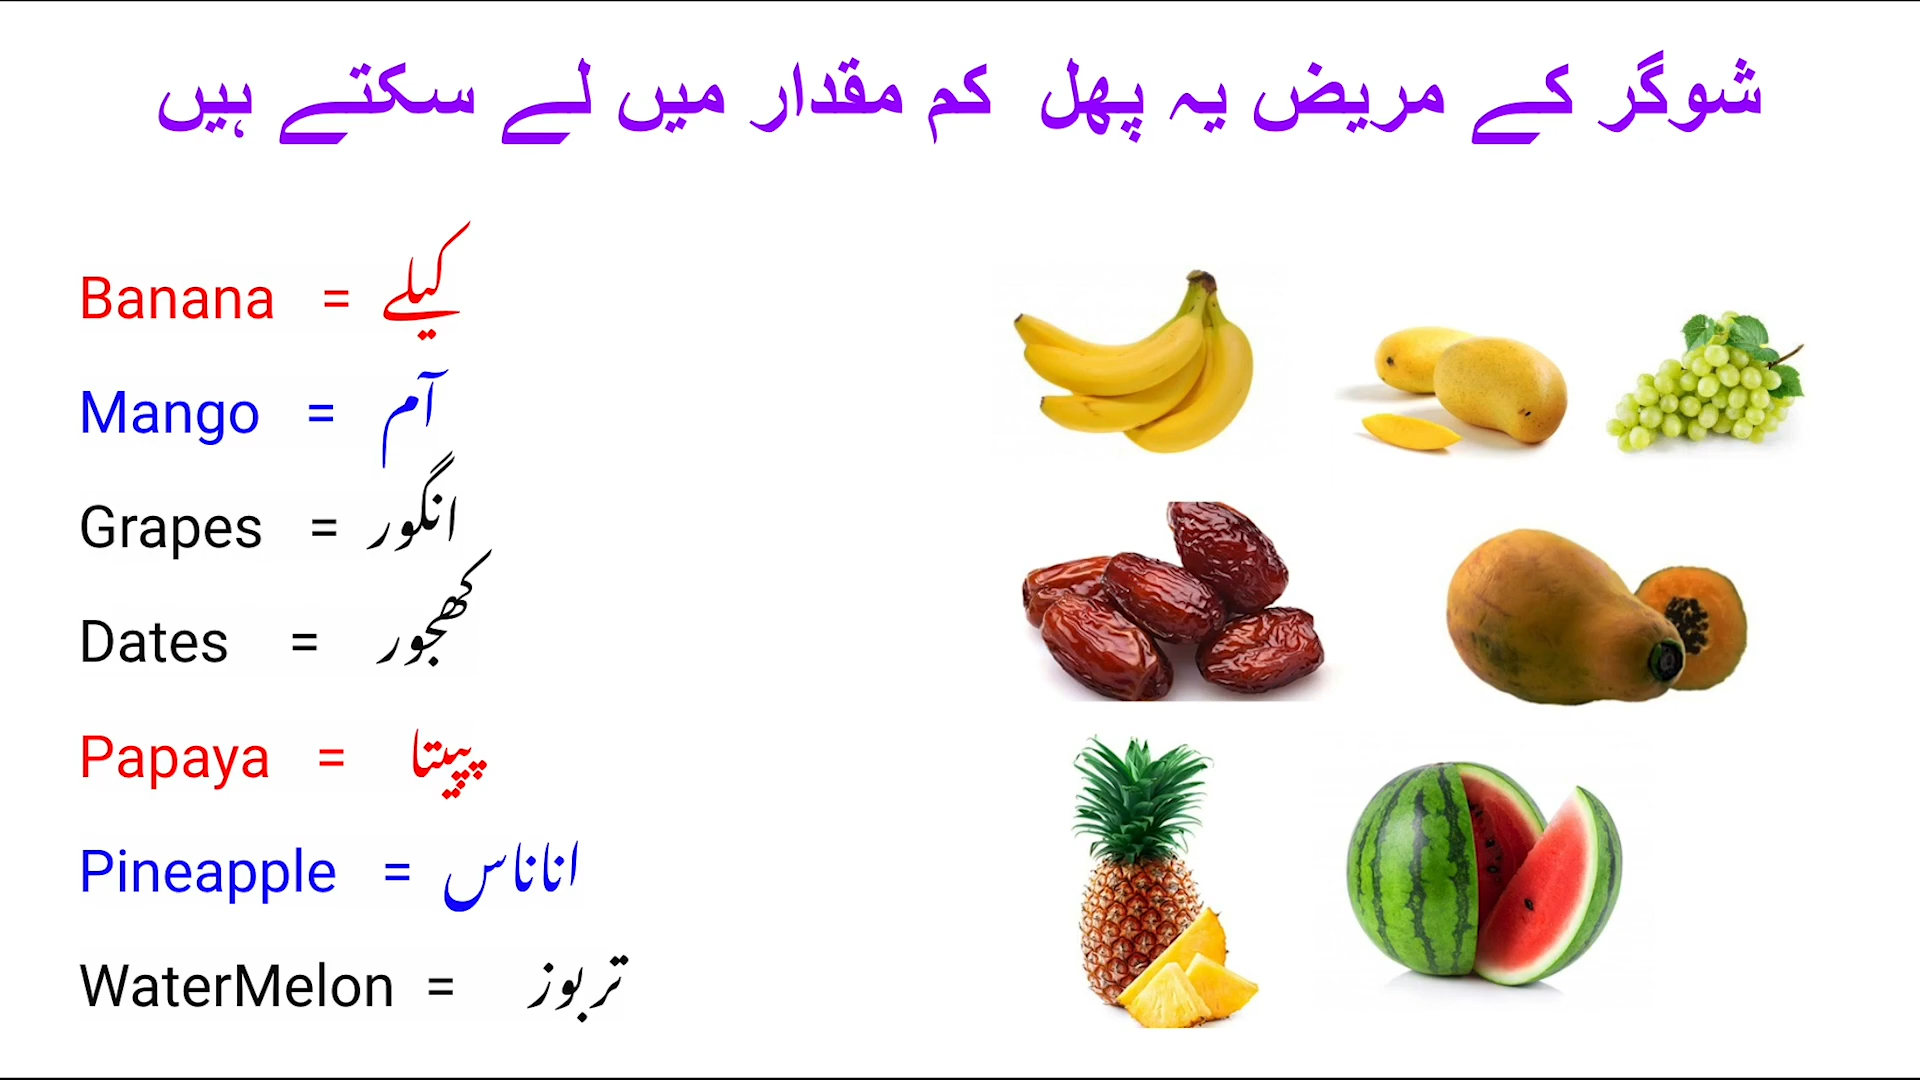 شوگر کے مریض یہ پھل کم مقدار میں لے سکتے ہیں
Banana = کیلے
Mango = آم
Grapes = انگور
Dates = کھجور
Papaya = پپیتا
Pineapple = اناناس
WaterMelon = تربوز